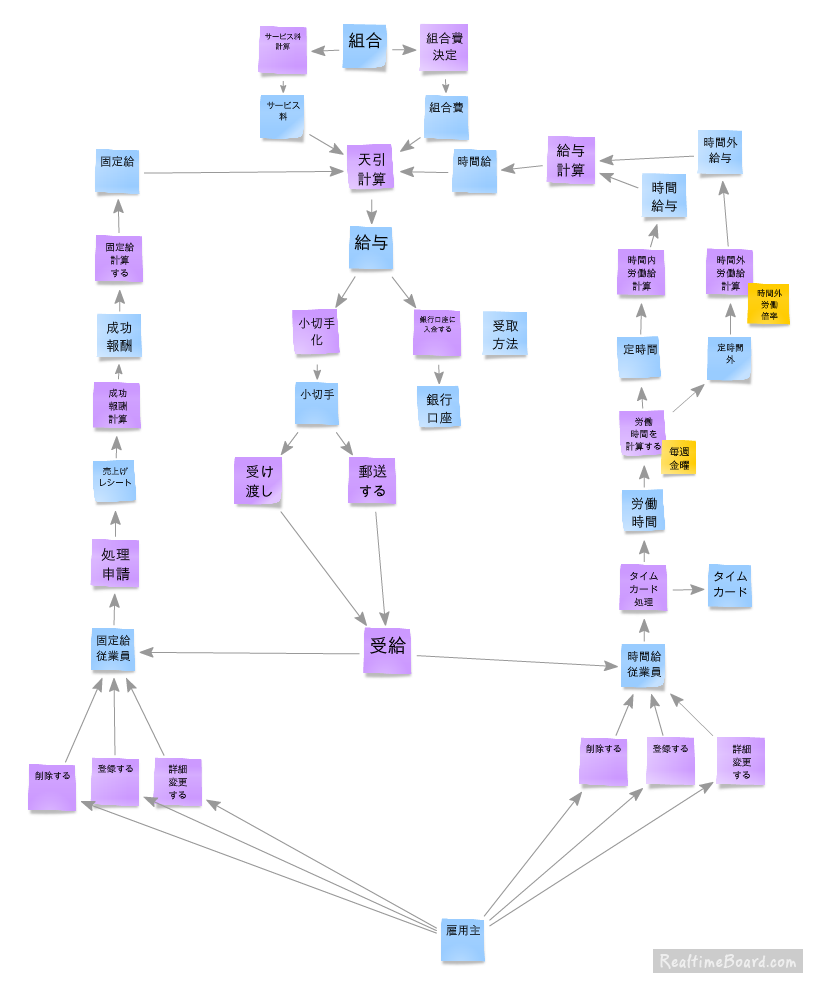 サービス料
計算
組合
組合費
決定
サービス
料
組合費
固定給
天引
計算
時間給
給与
計算
時間外
給与
時間
給与
固定給
計算
する
給与
時間内
労働給
計算
時間外
労働給
計算
時間外
労働
倍率
成功
報酬
小切手
化
銀行口座に
入金する
受取
方法
定時間
定時間
外
成功
報酬
計算
小切手
銀行
口座
労働
時間を
計算する
毎週
金曜
売上げ
レシート
受け
渡し
郵送
する
労働
時間
処理
申請
タイム
カード
処理
タイム
カード
固定給
従業員
受給
時間給
従業員
削除する
登録する
詳細
変更
する
削除する
登録する
詳細
変更
する
雇用主
RealtimeBoard.com